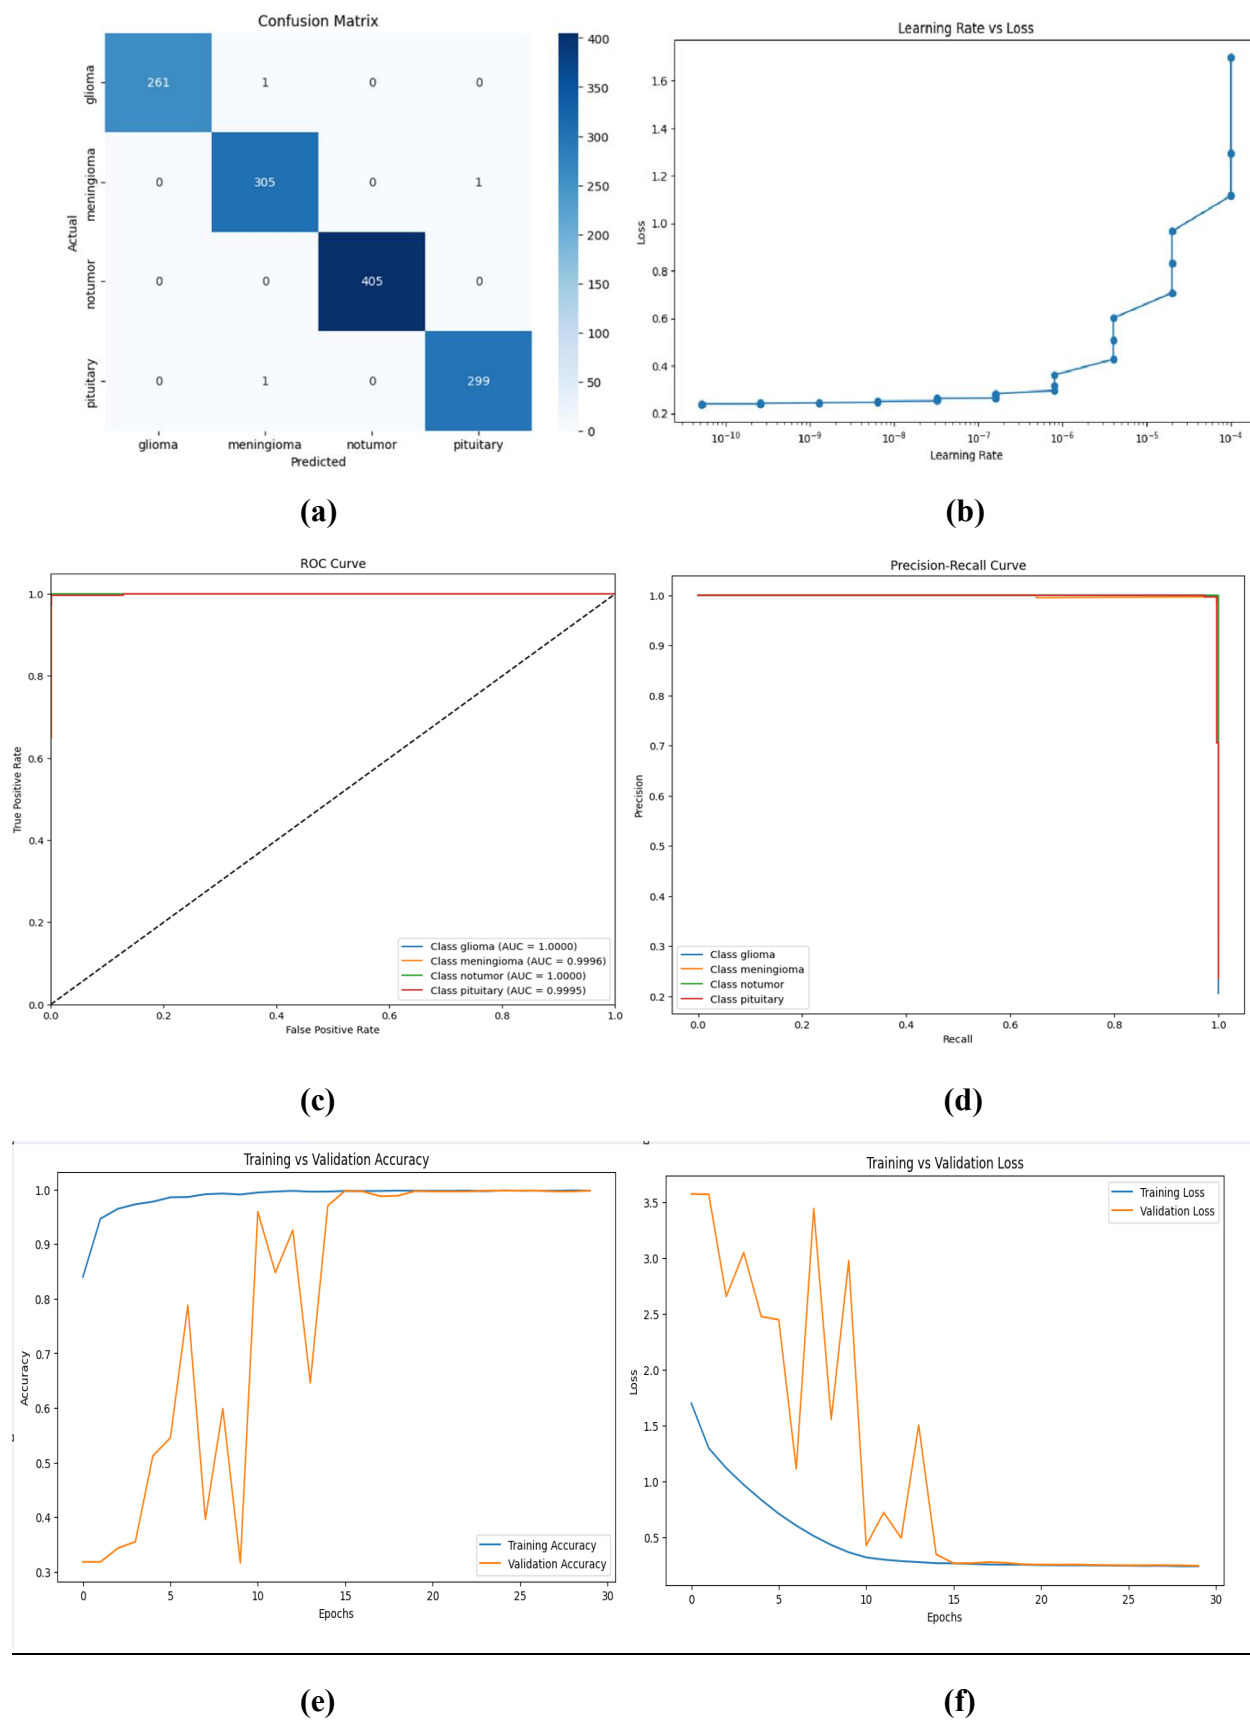 Confusion Matrix
glioma 261 1 0 0
meningioma 0 305 0 1
notumor 0 0 405 0
pituitary 0 1 0 299
Actual
glioma meningioma notumor pituitary
Predicted
400
350
300
250
200
150
100
50
0
(a)
Learning Rate vs Loss
1.6
1.4
1.2
1.0
0.8
0.6
0.4
0.2
Loss
10⁻¹⁰ 10⁻⁹ 10⁻⁸ 10⁻⁷ 10⁻⁶ 10⁻⁵ 10⁻⁴
Learning Rate
(b)
ROC Curve
1.0
0.8
0.6
0.4
0.2
0.0
True Positive Rate
Class glioma (AUC = 1.0000)
Class meningioma (AUC = 0.9996)
Class notumor (AUC = 1.0000)
Class pituitary (AUC = 0.9995)
0.0 0.2 0.4 0.6 0.8 1.0
False Positive Rate
(c)
Precision-Recall Curve
1.0
0.9
0.8
0.7
0.6
0.5
0.4
0.3
0.2
Precision
Class glioma
Class meningioma
Class notumor
Class pituitary
0.0 0.2 0.4 0.6 0.8 1.0
Recall
(d)
Training vs Validation Accuracy
1.0
0.9
0.8
0.7
0.6
0.5
0.4
0.3
Accuracy
Training Accuracy
Validation Accuracy
0 5 10 15 20 25 30
Epochs
(e)
Training vs Validation Loss
3.5
3.0
2.5
2.0
1.5
1.0
0.5
Loss
Training Loss
Validation Loss
0 5 10 15 20 25 30
Epochs
(f)